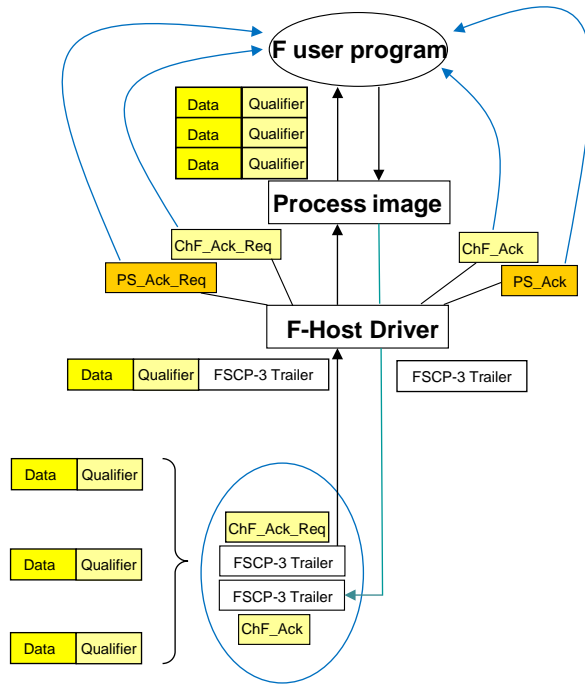 F user program
Data Qualifier
Data Qualifier
Data Qualifier
Process image
ChF_Ack_Req
ChF_Ack
PS_Ack_Req
PS_Ack
F-Host Driver
Data Qualifier FSCP-3 Trailer
FSCP-3 Trailer
Data Qualifier
ChF_Ack_Req
FSCP-3 Trailer
Data Qualifier
FSCP-3 Trailer
ChF_Ack
Data Qualifier